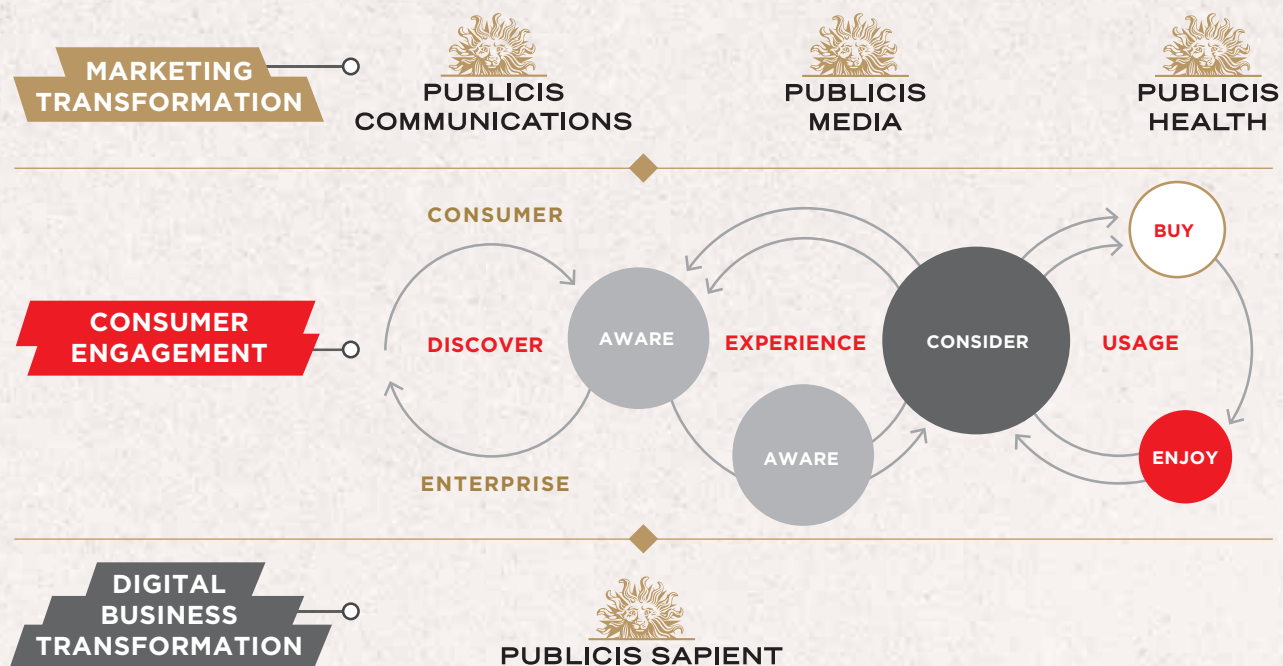 MARKETING
TRANSFORMATION
PUBLICIS
COMMUNICATIONS
PUBLICIS
MEDIA
PUBLICIS
HEALTH
CONSUMER
BUY
CONSUMER
ENGAGEMENT
DISCOVER
AWARE
EXPERIENCE
CONSIDER
USAGE
AWARE
ENJOY
ENTERPRISE
DIGITAL
BUSINESS
TRANSFORMATION
PUBLICIS SAPIENT